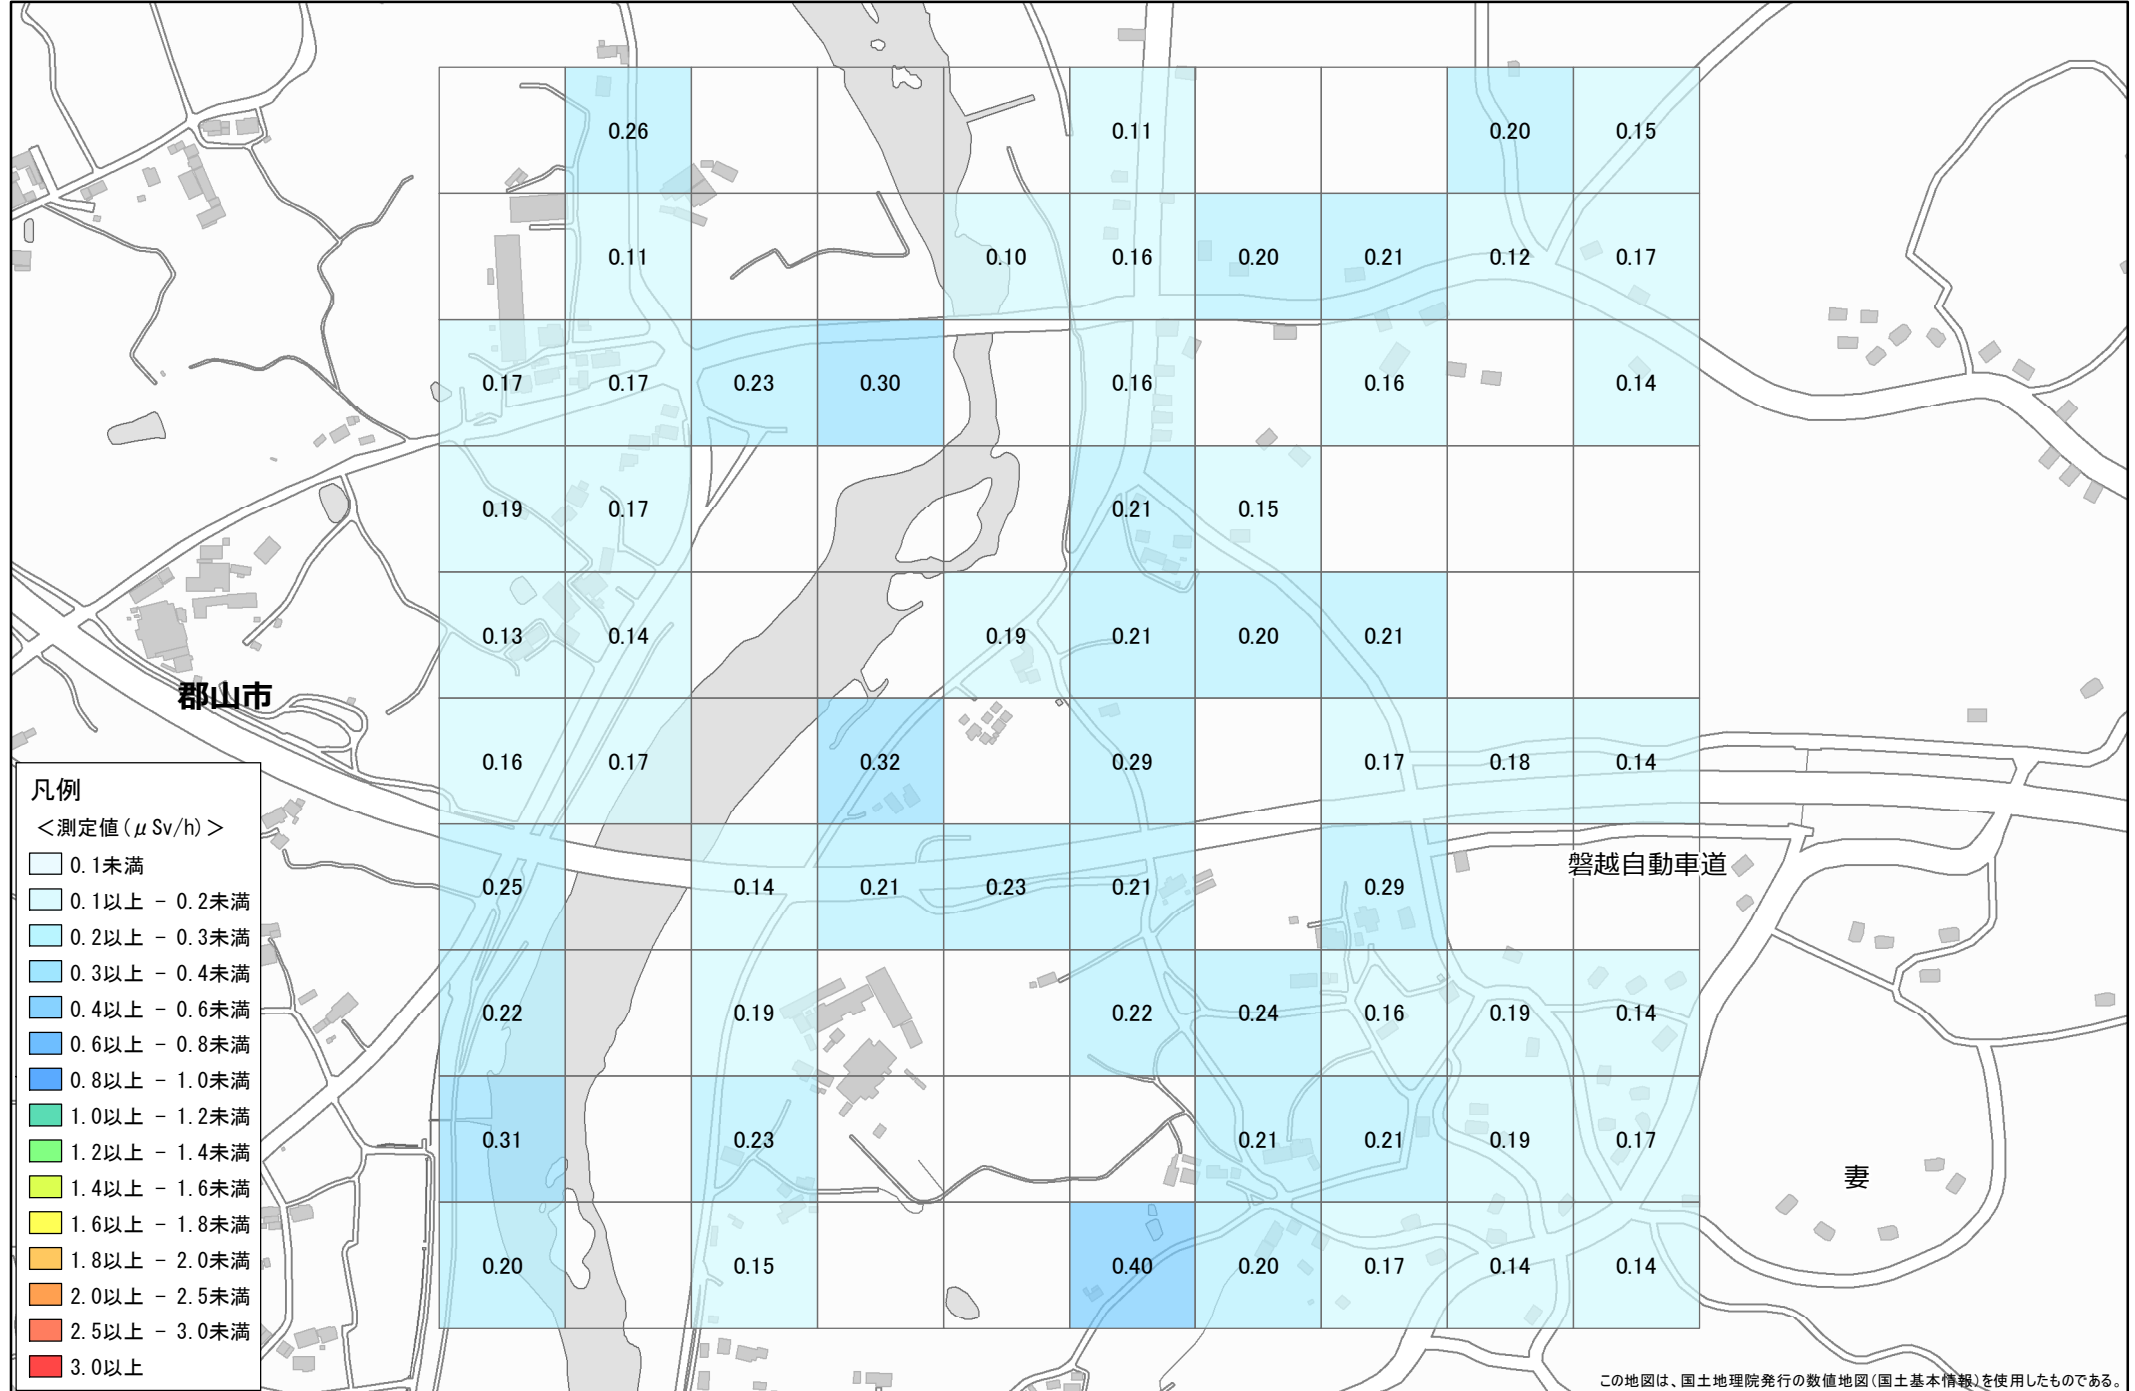 0.26 0.11 0.20 0.15
0.11 0.10 0.16 0.20 0.21 0.12 0.17
0.17 0.17 0.23 0.30 0.16 0.16 0.14
0.19 0.17 0.21 0.15
0.13 0.14 0.19 0.21 0.20 0.21
郡山市
0.16 0.17 0.32 0.29 0.17 0.18 0.14
0.25 0.14 0.21 0.23 0.21 0.29
磐越自動車道
0.22 0.19 0.22 0.24 0.16 0.19 0.14
0.31 0.23 0.21 0.21 0.19 0.17
妻
0.20 0.15 0.40 0.20 0.17 0.14 0.14
凡例
<測定値(μSv/h)>
0.1未満
0.1以上 - 0.2未満
0.2以上 - 0.3未満
0.3以上 - 0.4未満
0.4以上 - 0.6未満
0.6以上 - 0.8未満
0.8以上 - 1.0未満
1.0以上 - 1.2未満
1.2以上 - 1.4未満
1.4以上 - 1.6未満
1.6以上 - 1.8未満
1.8以上 - 2.0未満
2.0以上 - 2.5未満
2.5以上 - 3.0未満
3.0以上
この地図は、国土地理院発行の数値地図(国土基本情報)を使用したものである。